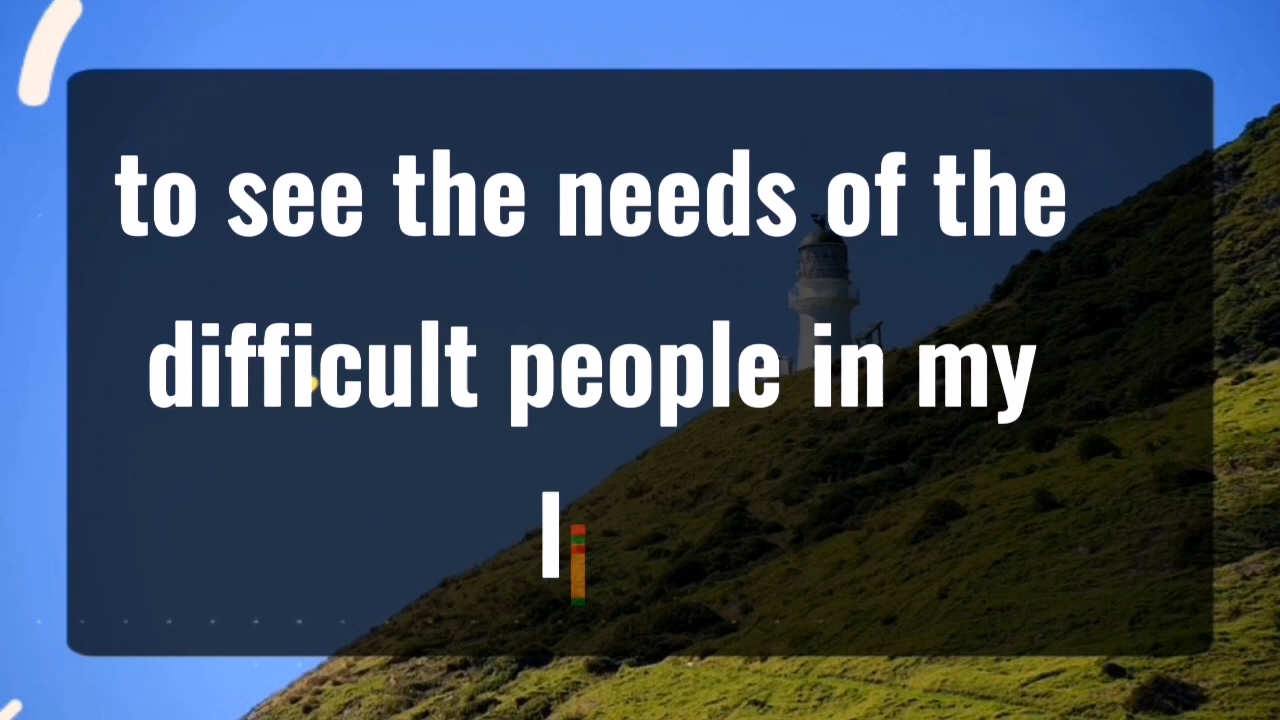 to see the needs of the
difficult people in my
l